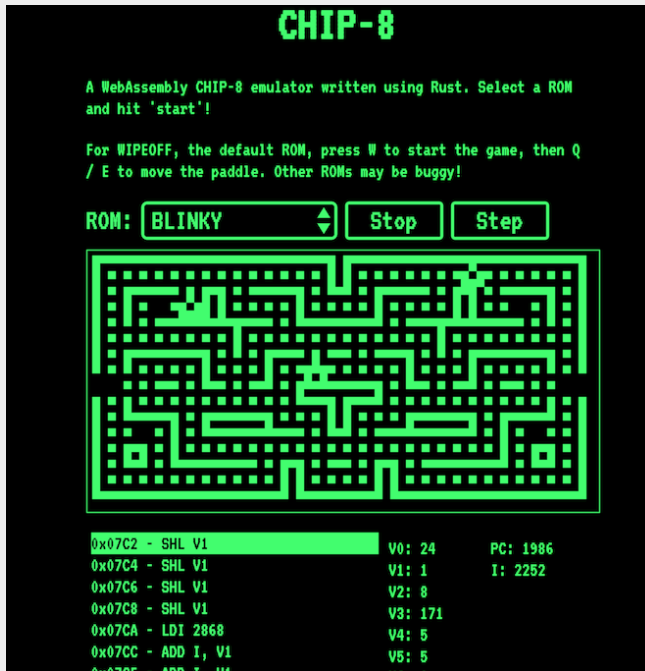 CHIP-8
A WebAssembly CHIP-8 emulator written using Rust. Select a ROM
and hit 'start'!
For WIPEOFF, the default ROM, press W to start the game, then Q
/ E to move the paddle. Other ROMs may be buggy!
ROM: BLINKY Stop Step
0x07C2 - SHL V1
0x07C4 - SHL V1
0x07C6 - SHL V1
0x07C8 - SHL V1
0x07CA - LDI 2868
0x07CC - ADD I, V1
V0: 24
V1: 1
V2: 8
V3: 171
V4: 5
V5: 5
PC: 1986
I: 2252